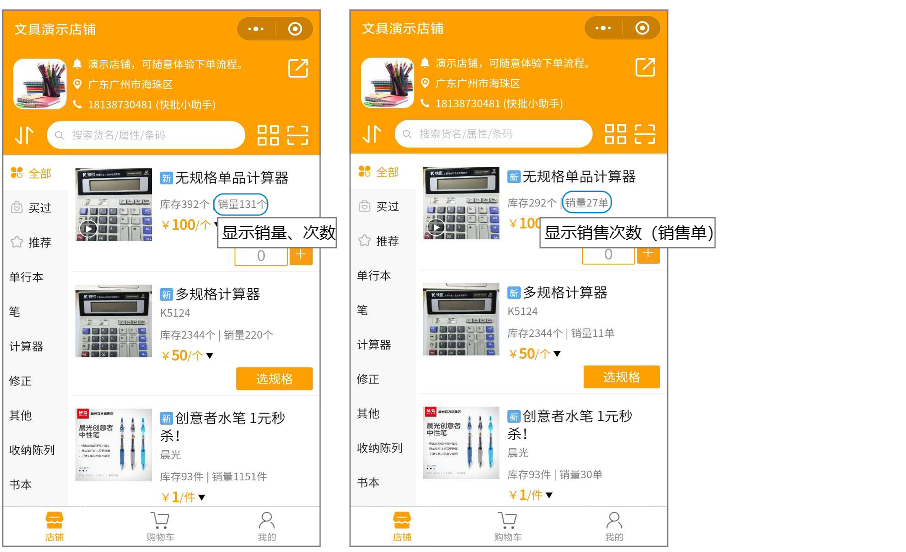 文具演示店铺
演示店铺，可随意体验下单流程。
广东广州市海珠区
18138730481 (快批小助手)
搜索货名/属性/条码
全部
买过
推荐
单行本
笔
计算器
修正
其他
收纳陈列
书本
新 无规格单品计算器
库存392个 | 销量131个
￥100/个
显示销量、次数
0 +
新 多规格计算器
K5124
库存2344个 | 销量220个
￥50/个
选规格
晨光创意者
中性笔
新 创意者水笔 1元秒
杀！
晨光
库存93件 | 销量1151件
￥1/件
店铺
购物车
我的
文具演示店铺
演示店铺，可随意体验下单流程。
广东广州市海珠区
18138730481 (快批小助手)
搜索货名/属性/条码
全部
买过
推荐
单行本
笔
计算器
修正
其他
收纳陈列
书本
新 无规格单品计算器
库存292个 | 销量27单
￥100
显示销售次数（销售单）
0 +
新 多规格计算器
K5124
库存2344个 | 销量11单
￥50/个
选规格
晨光创意者
中性笔
新 创意者水笔 1元秒
杀！
晨光
库存93件 | 销量30单
￥1/件
店铺
购物车
我的